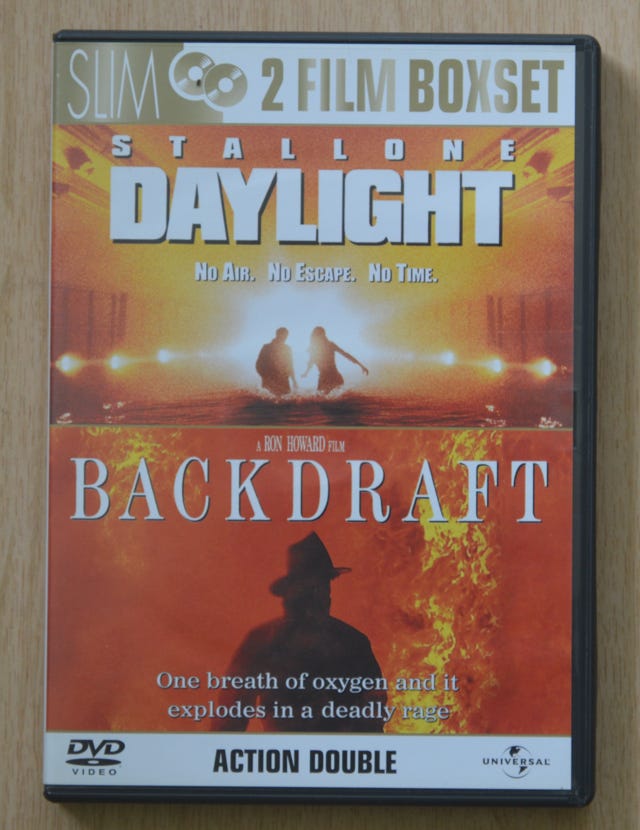 SLIM 2 FILM BOXSET
STALLONE
DAYLIGHT
NO AIR. NO ESCAPE. NO TIME.
A RON HOWARD FILM
BACKDRAFT
One breath of oxygen and it
explodes in a deadly rage
DVD
VIDEO
ACTION DOUBLE
UNIVERSAL